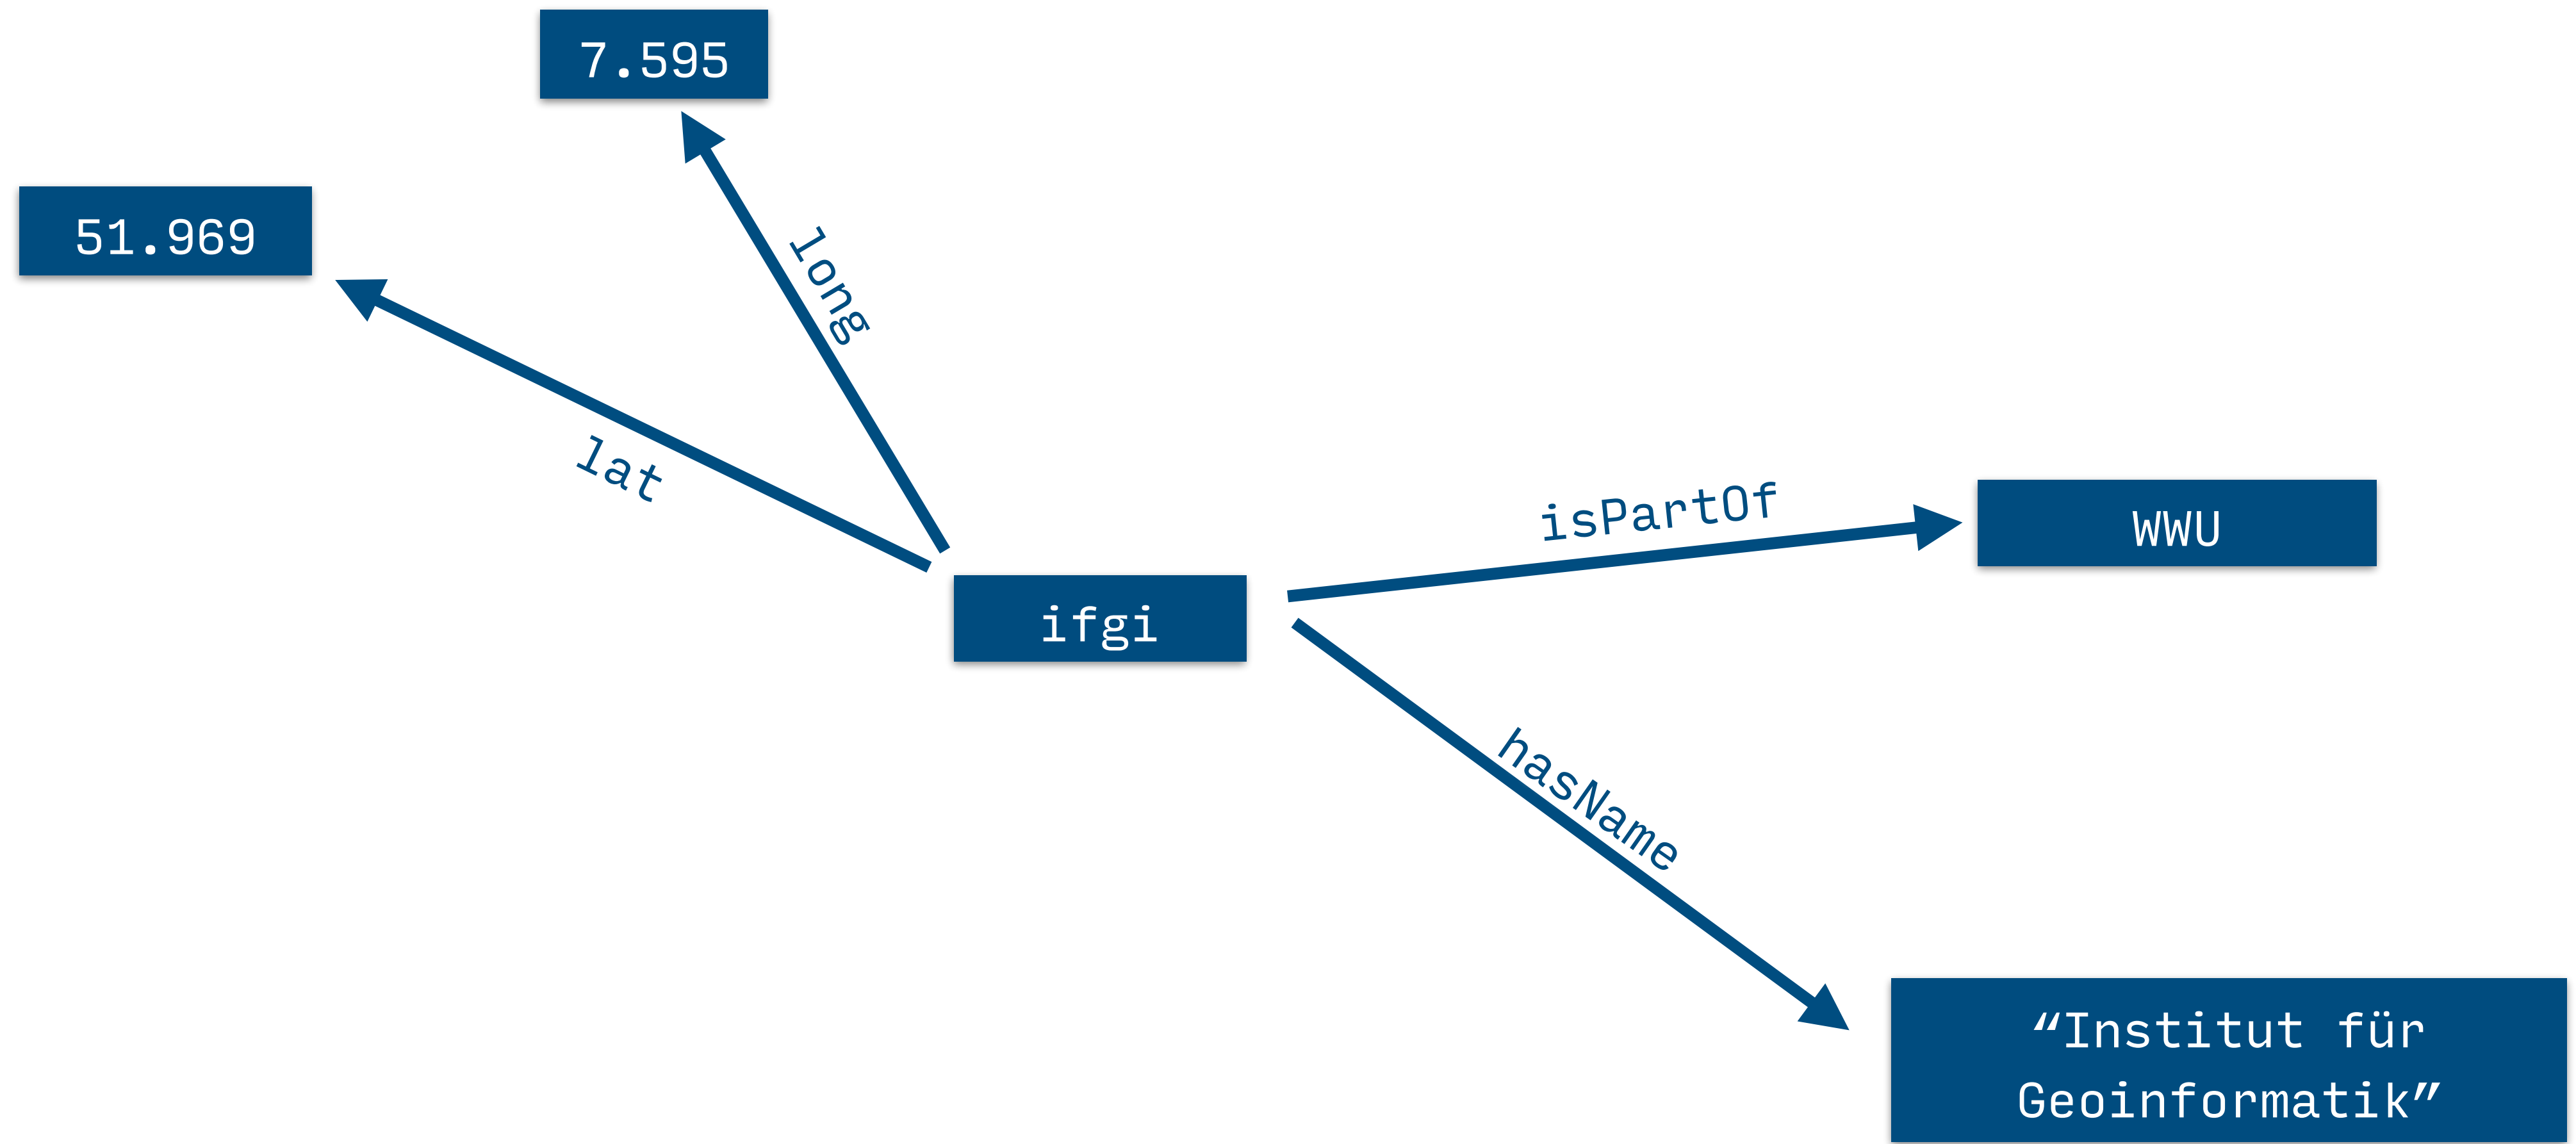 7.595
51.969
long
lat
isPartOf
WWU
ifgi
hasName
“Institut für
Geoinformatik”